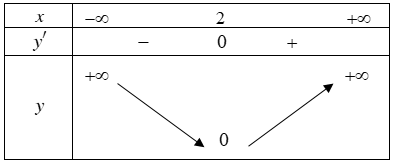 x −∞ 2 +∞
y′ − 0 +
+∞ +∞
y
0